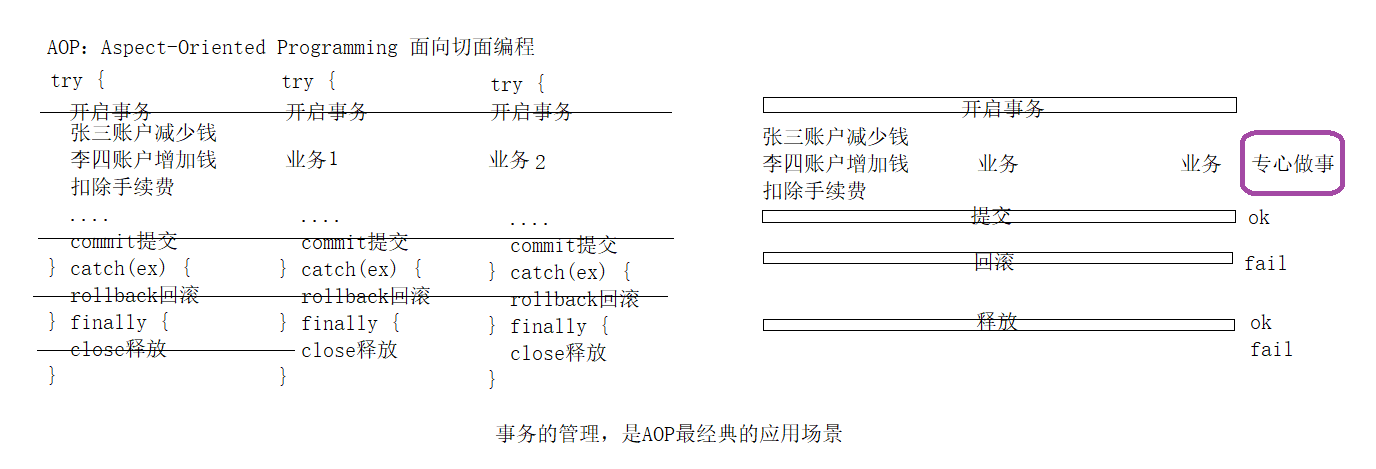 AOP: Aspect-Oriented Programming 面向切面编程
try {
开启事务
张三账户减少钱
李四账户增加钱
扣除手续费
....
commit提交
} catch(ex) {
rollback回滚
} finally {
close释放
}
try {
开启事务
业务1
....
commit提交
} catch(ex) {
rollback回滚
} finally {
close释放
}
try {
开启事务
业务2
....
commit提交
} catch(ex) {
rollback回滚
} finally {
close释放
}
开启事务
张三账户减少钱
李四账户增加钱 业务 业务 专心做事
扣除手续费
提交 ok
回滚 fail
释放 ok
fail
事务的管理，是AOP最经典的应用场景